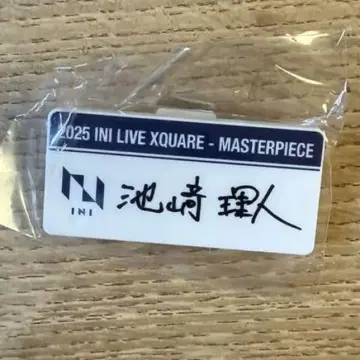 2025 INI LIVE XQUARE - MASTERPIECE
INI
池﨑 理人